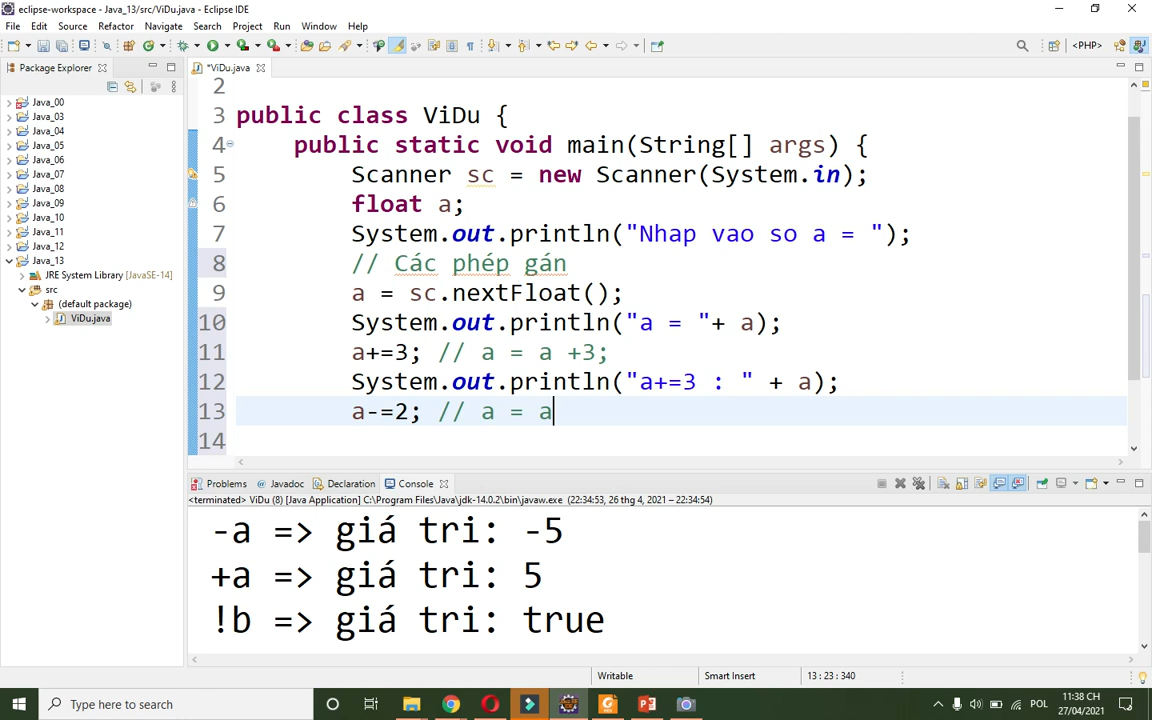 eclipse-workspace - Java_13/src/ViDu.java - Eclipse IDE
File Edit Source Refactor Navigate Search Project Run Window Help
<PHP>
Package Explorer
*ViDu.java
Java_00
Java_03
Java_04
Java_05
Java_06
Java_07
Java_08
Java_09
Java_10
Java_11
Java_12
Java_13
JRE System Library [JavaSE-14]
src
(default package)
ViDu.java
2
3 public class ViDu {
4 public static void main(String[] args) {
5 Scanner sc = new Scanner(System.in);
6 float a;
7 System.out.println("Nhap vao so a = ");
8 // Các phép gán
9 a = sc.nextFloat();
10 System.out.println("a = "+ a);
11 a+=3; // a = a +3;
12 System.out.println("a+=3 : " + a);
13 a-=2; // a = a
14
Problems @ Javadoc Declaration Console
<terminated> ViDu (8) [Java Application] C:\Program Files\Java\jdk-14.0.2\bin\javaw.exe (22:34:53, 26 thg 4, 2021 – 22:34:54)
-a => giá tri: -5
+a => giá tri: 5
!b => giá tri: true
Writable Smart Insert 13 : 23 : 340
Type here to search
POL
11:38 CH
27/04/2021